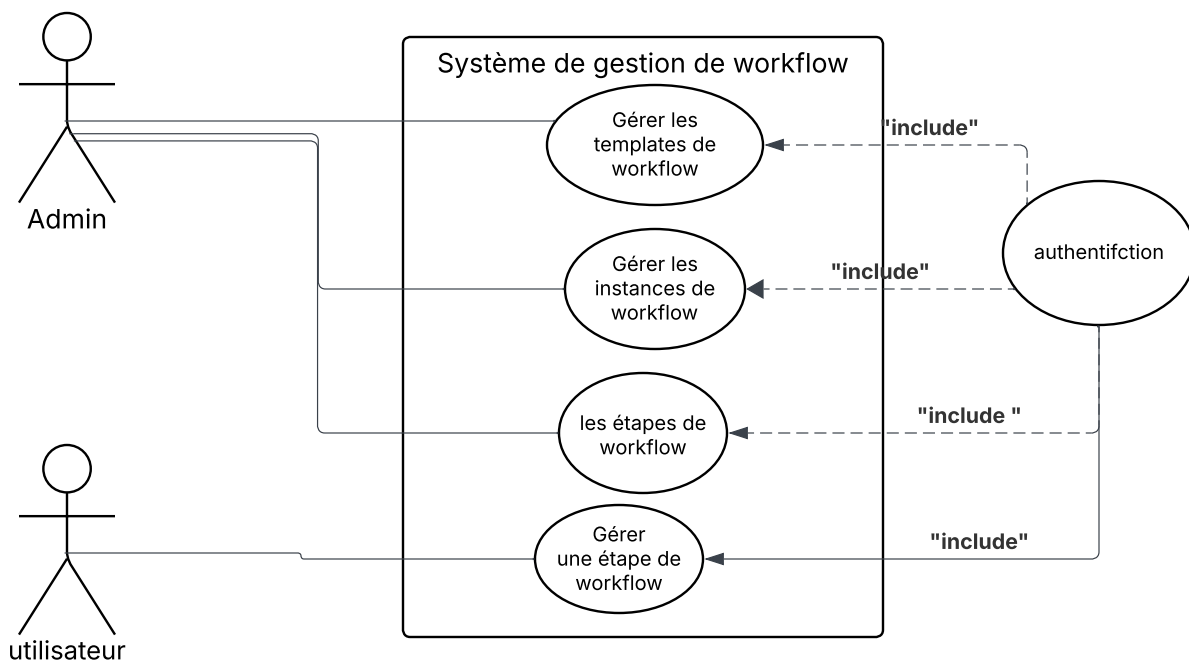 Système de gestion de workflow
Gérer les
templates de
workflow
"include"
Admin
authentifction
Gérer les
instances de
workflow
"include"
les étapes de
workflow
"include "
Gérer
une étape de
workflow
"include"
utilisateur